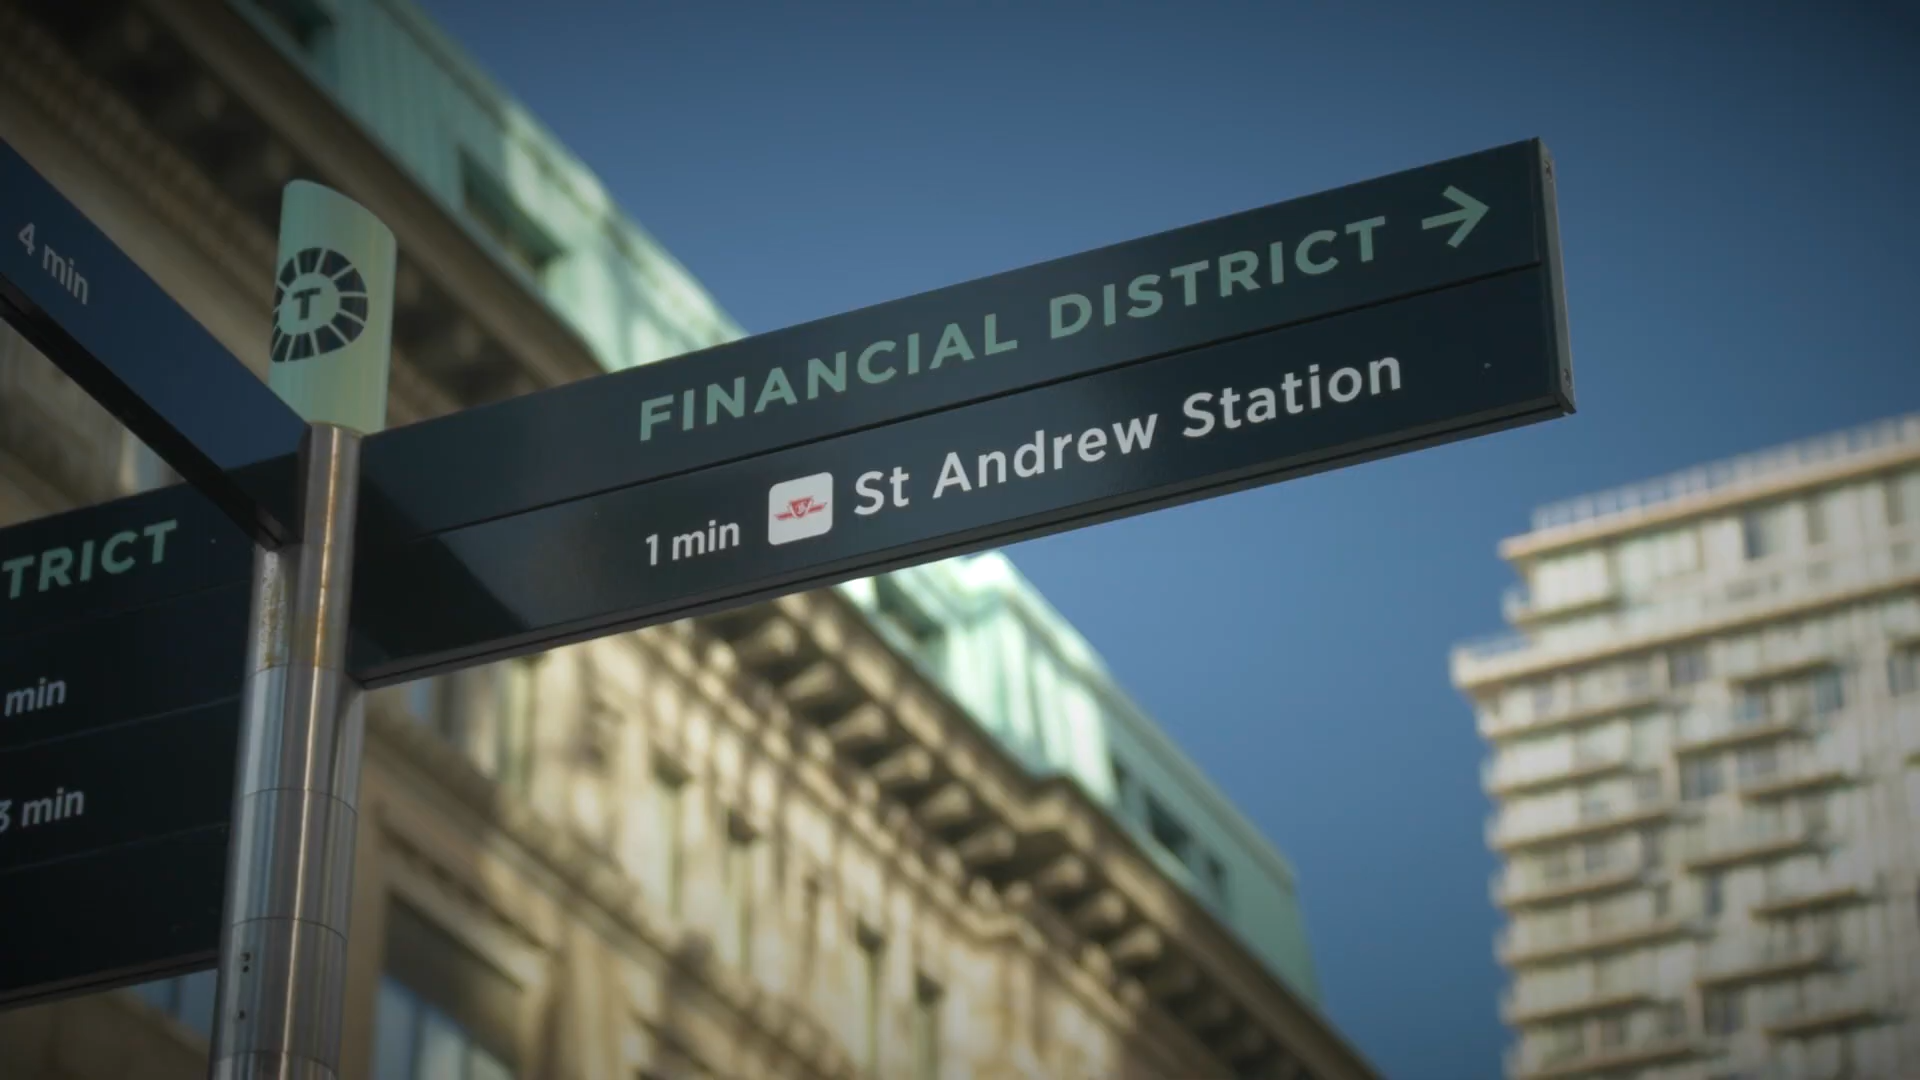 4 min
T
FINANCIAL DISTRICT →
1 min St Andrew Station
TRICT
min
3 min